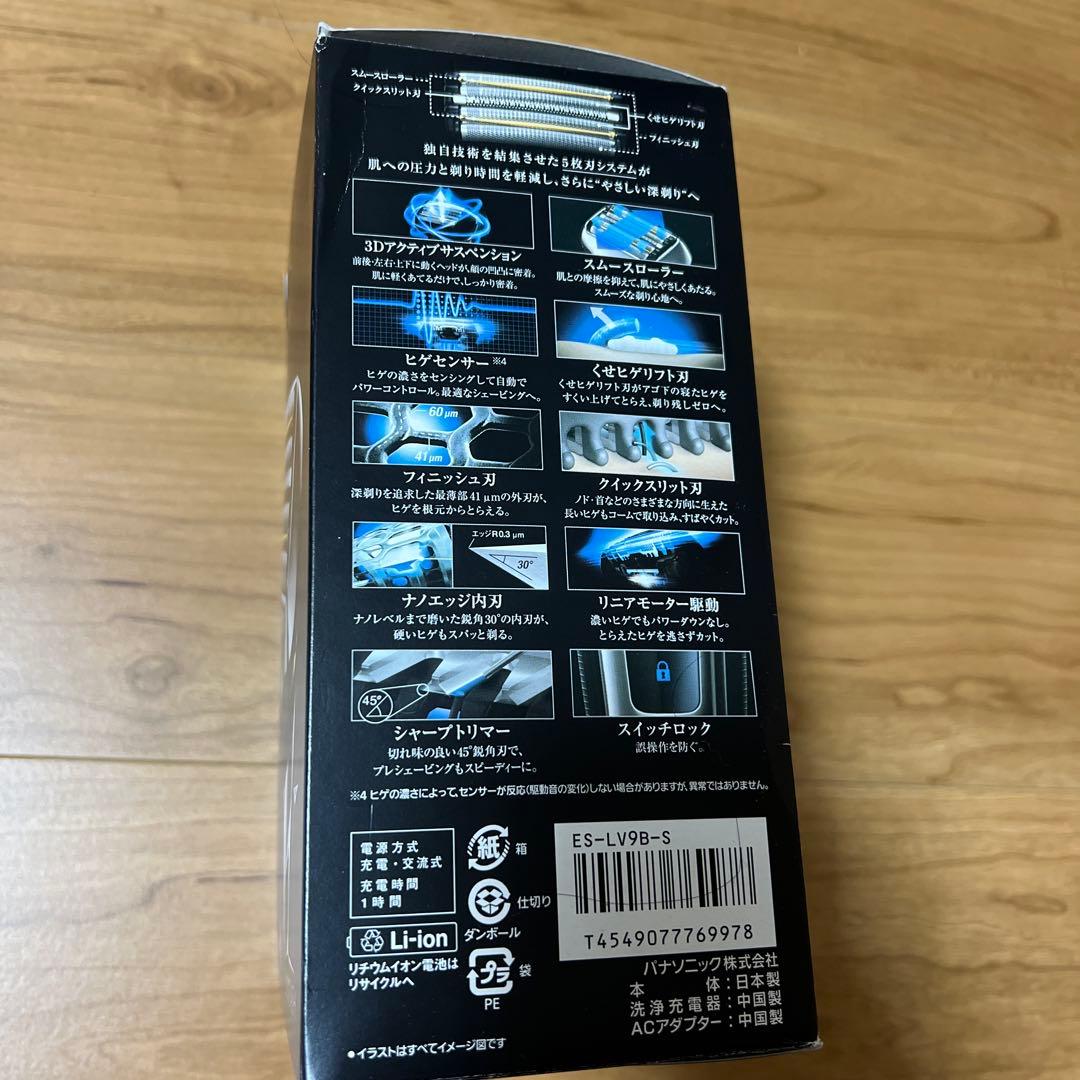 スムースローラー
クイックスリット刃
くせヒゲリフト刃
フィニッシュ刃
独自技術を結集させた5枚刃システムが
肌への圧力と剃り時間を軽減し、さらに"やさしい深剃り"へ
3Dアクティブサスペンション
前後・左右・上下に動くヘッドが、顔の凹凸に密着。
肌に軽くあてるだけで、しっかり密着。
スムースローラー
肌との摩擦を抑えて、肌にやさしくあたる。
スムーズな剃り心地へ。
ヒゲセンサー※4
ヒゲの濃さをセンシングして自動で
パワーコントロール。最適なシェービングへ。
くせヒゲリフト刃
くせヒゲリフト刃がアゴ下の寝たヒゲを
すくい上げてとらえ、剃り残しゼロへ。
60μm
41μm
フィニッシュ刃
深剃りを追求した最薄部41μmの外刃が、
ヒゲを根元からとらえる。
クイックスリット刃
ノド・首などのさまざまな方向に生えた
長いヒゲもコームで取り込み、すばやくカット。
エッジR0.3μm
30°
ナノエッジ内刃
ナノレベルまで磨いた鋭角30°の内刃が、
硬いヒゲもスパッと剃る。
リニアモーター駆動
濃いヒゲでもパワーダウンなし。
とらえたヒゲを逃さずカット。
45°
シャープトリマー
切れ味の良い45°鋭角刃で、
プレシェービングもスピーディーに。
スイッチロック
誤操作を防ぐ。
※4 ヒゲの濃さによって、センサーが反応(駆動音の変化)しない場合がありますが、異常ではありません。
電源方式
充電・交流式
充電時間
1時間
Li-ion
リチウムイオン電池は
リサイクルへ
紙
箱
仕切り
ダンボール
プラ
袋
PE
ES-LV9B-S
T4549077769978
パナソニック株式会社
本体:日本製
洗浄充電器:中国製
ACアダプター:中国製
●イラストはすべてイメージ図です